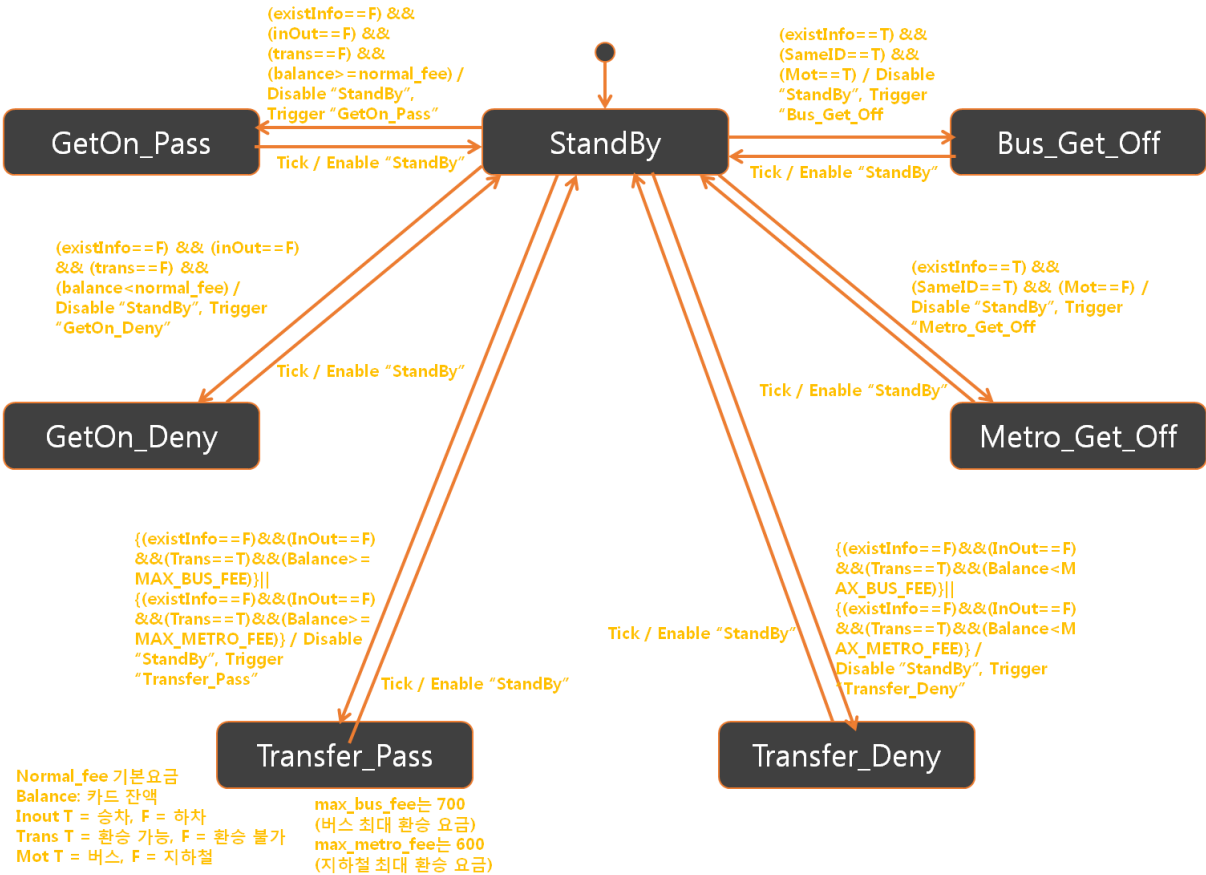 (existInfo==F) &&
(inOut==F) &&
(trans==F) &&
(balance>=normal_fee) /
Disable “StandBy”,
Trigger “GetOn_Pass”
(existInfo==T) &&
(SameID==T) &&
(Mot==T) / Disable
“StandBy”, Trigger
“Bus_Get_Off
GetOn_Pass
StandBy
Bus_Get_Off
Tick / Enable “StandBy”
Tick / Enable “StandBy”
(existInfo==F) && (inOut==F)
&& (trans==F) &&
(balance<normal_fee) /
Disable “StandBy”, Trigger
“GetOn_Deny”
(existInfo==T) &&
(SameID==T) && (Mot==F) /
Disable “StandBy”, Trigger
“Metro_Get_Off
Tick / Enable “StandBy”
Tick / Enable “StandBy”
GetOn_Deny
Metro_Get_Off
{(existInfo==F)&&(InOut==F)
&&(Trans==T)&&(Balance>=
MAX_BUS_FEE)}||
{(existInfo==F)&&(InOut==F)
&&(Trans==T)&&(Balance>=
MAX_METRO_FEE)} / Disable
“StandBy”, Trigger
“Transfer_Pass”
{(existInfo==F)&&(InOut==F)
&&(Trans==T)&&(Balance<M
AX_BUS_FEE)}||
{(existInfo==F)&&(InOut==F)
&&(Trans==T)&&(Balance<M
AX_METRO_FEE)} /
Disable “StandBy”, Trigger
“Transfer_Deny”
Tick / Enable “StandBy”
Tick / Enable “StandBy”
Transfer_Pass
Transfer_Deny
Normal_fee 기본요금
Balance: 카드 잔액
Inout T = 승차, F = 하차
Trans T = 환승 가능, F = 환승 불가
Mot T = 버스, F = 지하철
max_bus_fee는 700
(버스 최대 환승 요금)
max_metro_fee는 600
(지하철 최대 환승 요금)